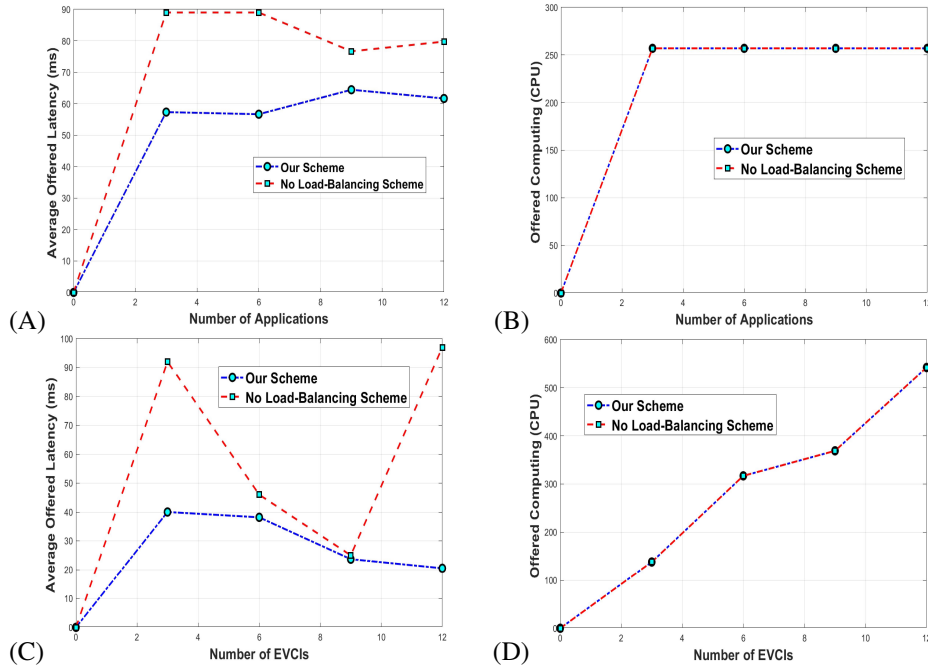 90
80
70
60
50
40
30
20
10
0
Average Offered Latency (ms)
Our Scheme
No Load-Balancing Scheme
0 2 4 6 8 10 12
Number of Applications
(A)
300
250
200
150
100
50
0
Offered Computing (CPU)
Our Scheme
No Load-Balancing Scheme
0 2 4 6 8 10 12
Number of Applications
(B)
100
90
80
70
60
50
40
30
20
10
0
Average Offered Latency (ms)
Our Scheme
No Load-Balancing Scheme
0 2 4 6 8 10 12
Number of EVCIs
(C)
600
500
400
300
200
100
0
Offered Computing (CPU)
Our Scheme
No Load-Balancing Scheme
0 2 4 6 8 10 12
Number of EVCIs
(D)